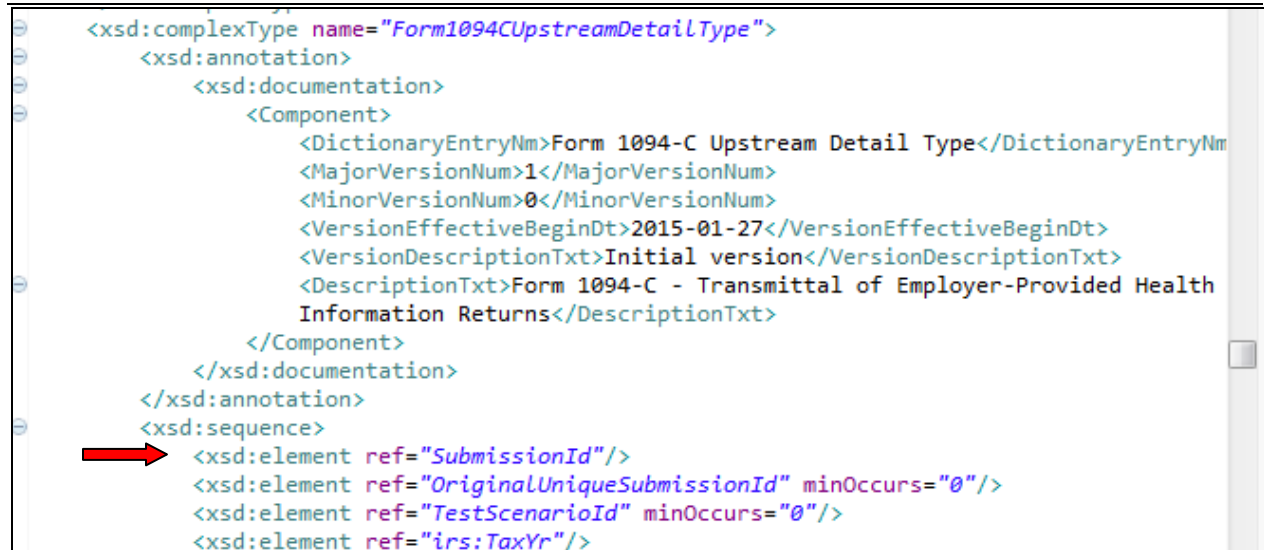 <xsd:complexType name="Form1094CUpstreamDetailType">
<xsd:annotation>
<xsd:documentation>
<Component>
<DictionaryEntryNm>Form 1094-C Upstream Detail Type</DictionaryEntryNm
<MajorVersionNum>1</MajorVersionNum>
<MinorVersionNum>0</MinorVersionNum>
<VersionEffectiveBeginDt>2015-01-27</VersionEffectiveBeginDt>
<VersionDescriptionTxt>Initial version</VersionDescriptionTxt>
<DescriptionTxt>Form 1094-C - Transmittal of Employer-Provided Health
Information Returns</DescriptionTxt>
</Component>
</xsd:documentation>
</xsd:annotation>
<xsd:sequence>
<xsd:element ref="SubmissionId"/>
<xsd:element ref="OriginalUniqueSubmissionId" minOccurs="0"/>
<xsd:element ref="TestScenarioId" minOccurs="0"/>
<xsd:element ref="irs:TaxYr"/>